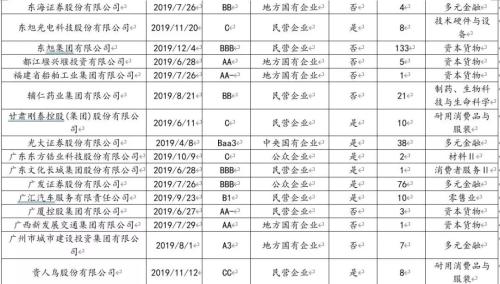 东海证券股份有限公司 2019/7/26 BB 地方国有企业 否 4 多元金融
东旭光电科技股份有限公司 2019/11/20 C 民营企业 是 8 技术硬件与设备
东旭集团有限公司 2019/12/4 BBB 民营企业 否 133 资本货物
都江堰兴堰投资有限公司 2019/6/28 AA 地方国有企业 否 5 资本货物
福建省船舶工业集团有限公司 2019/7/26 AA- 地方国有企业 否 1 资本货物
辅仁药业集团有限公司 2019/8/21 BB 民营企业 否 21 制药、生物科技与生命科学
甘肃刚泰控股(集团)股份有限公司 2019/6/11 C 民营企业 是 10 耐用消费品与服装
光大证券股份有限公司 2019/4/8 Baa3 中央国有企业 是 38 多元金融
广东东方锆业科技股份有限公司 2019/10/9 C 公众企业 是 2 材料Ⅱ
广东文化长城集团股份有限公司 2019/6/28 BBB 民营企业 是 1 消费者服务Ⅱ
广发证券股份有限公司 2019/7/26 BBB 公众企业 是 76 多元金融
广汇汽车服务有限责任公司 2019/9/23 B1 民营企业 是 10 零售业
广厦控股集团有限公司 2019/6/27 AA- 民营企业 否 3 资本货物
广西新发展交通集团有限公司 2019/7/29 AA 地方国有企业 否 1 资本货物
广州市城市建设投资集团有限公司 2019/8/1 A3 地方国有企业 否 7 多元金融
贵人鸟股份有限公司 2019/11/12 CC 民营企业 是 8 耐用消费品与服装